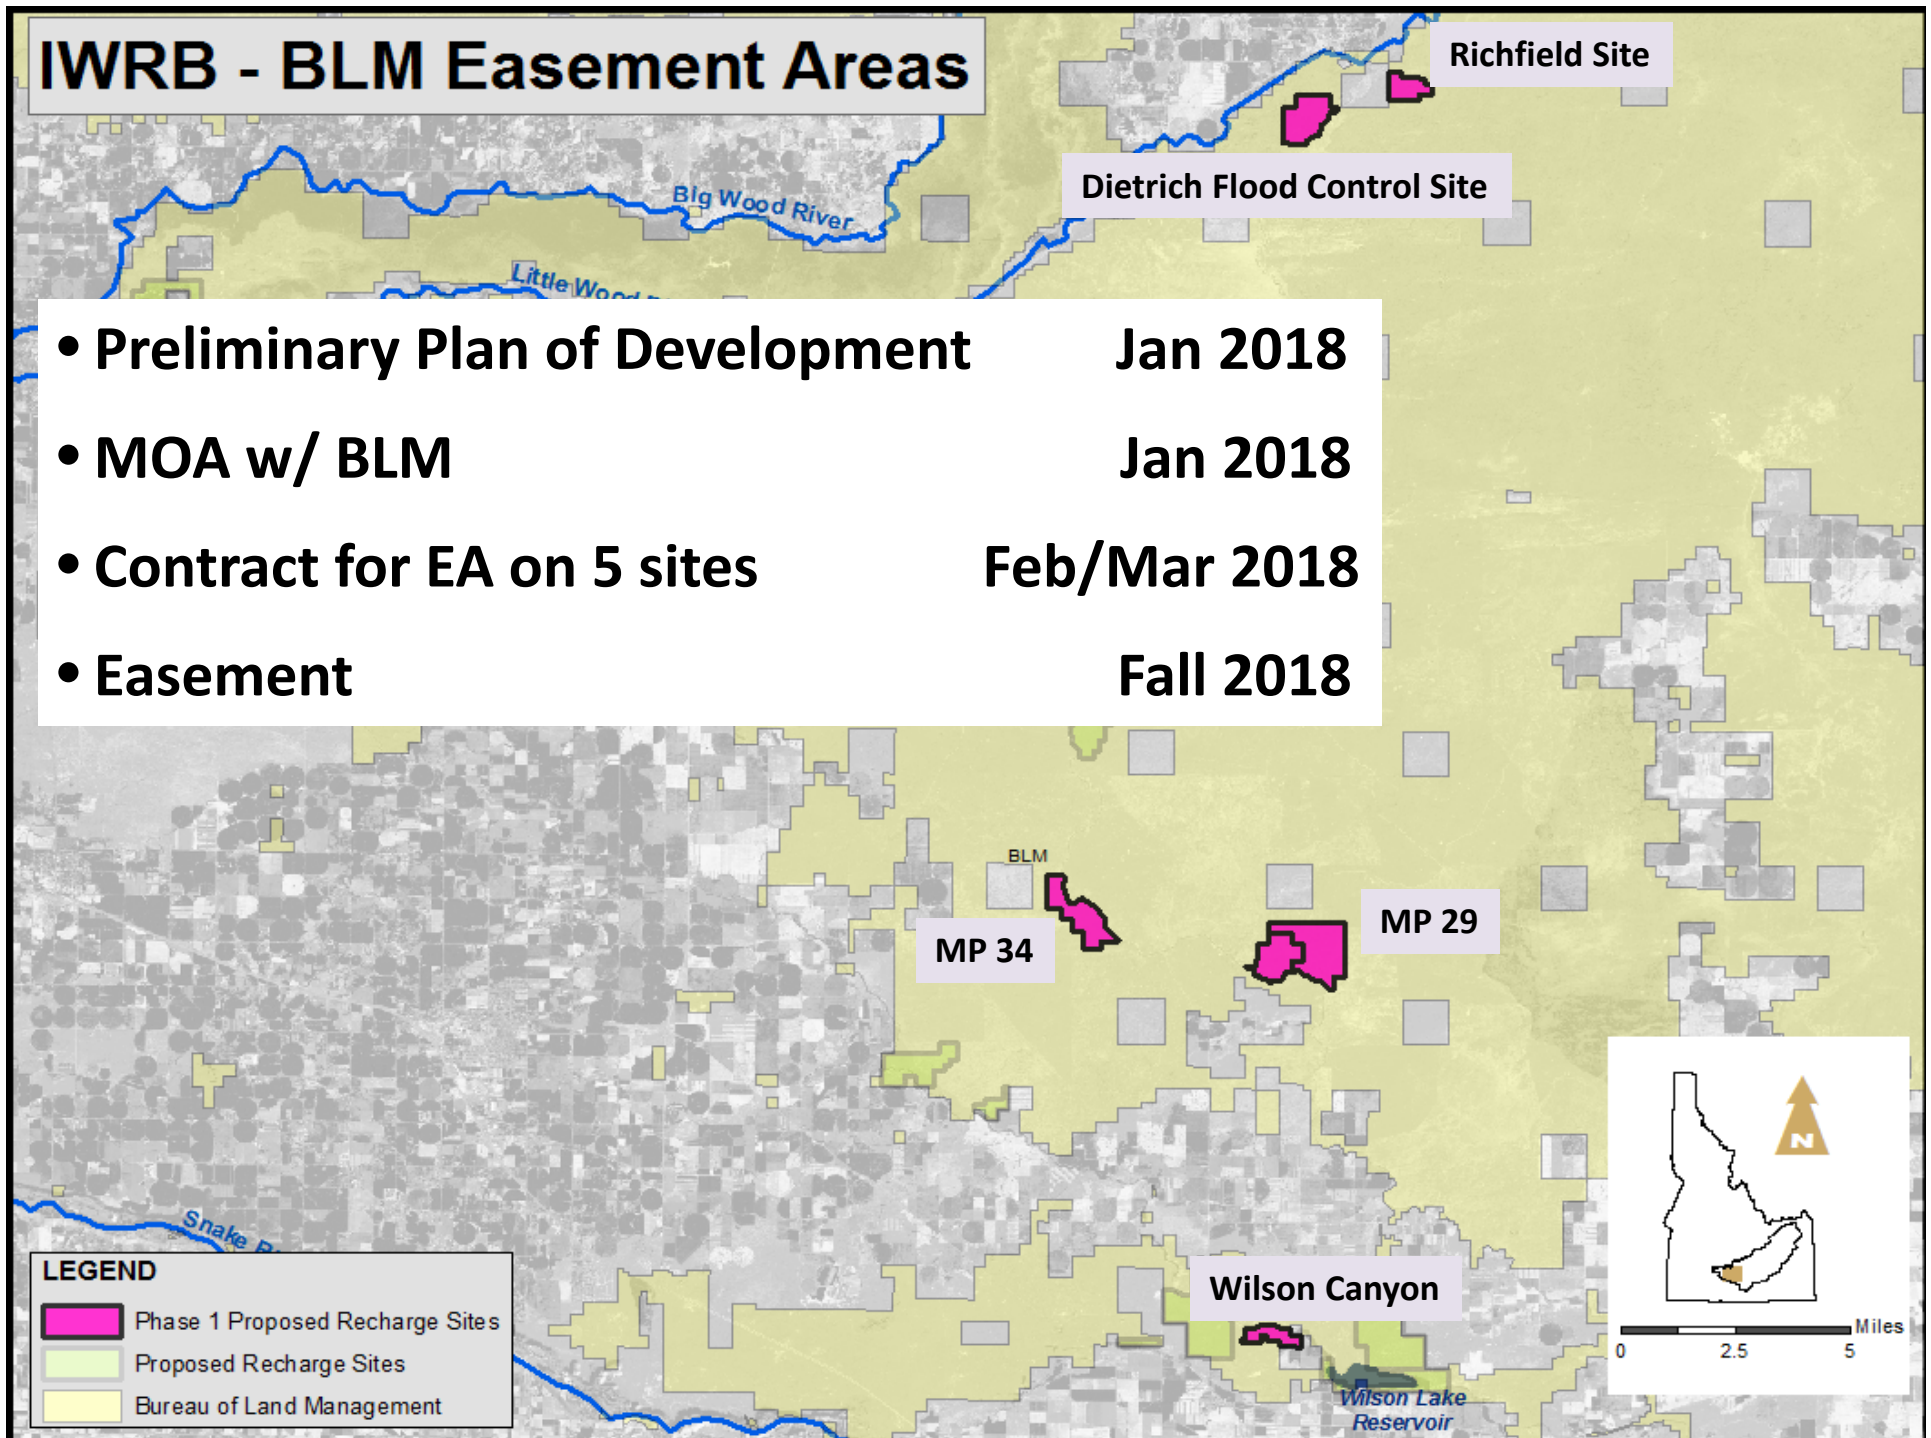 IWRB - BLM Easement Areas
Richfield Site
Dietrich Flood Control Site
Big Wood River
Little Wood
• Preliminary Plan of Development Jan 2018
• MOA w/ BLM Jan 2018
• Contract for EA on 5 sites Feb/Mar 2018
• Easement Fall 2018
BLM
MP 34
MP 29
Snake
Wilson Canyon
Wilson Lake
Reservoir
LEGEND
Phase 1 Proposed Recharge Sites
Proposed Recharge Sites
Bureau of Land Management
N
Miles
0 2.5 5